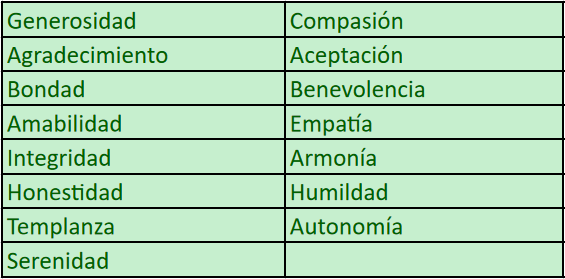 Generosidad Compasión
Agradecimiento Aceptación
Bondad Benevolencia
Amabilidad Empatía
Integridad Armonía
Honestidad Humildad
Templanza Autonomía
Serenidad